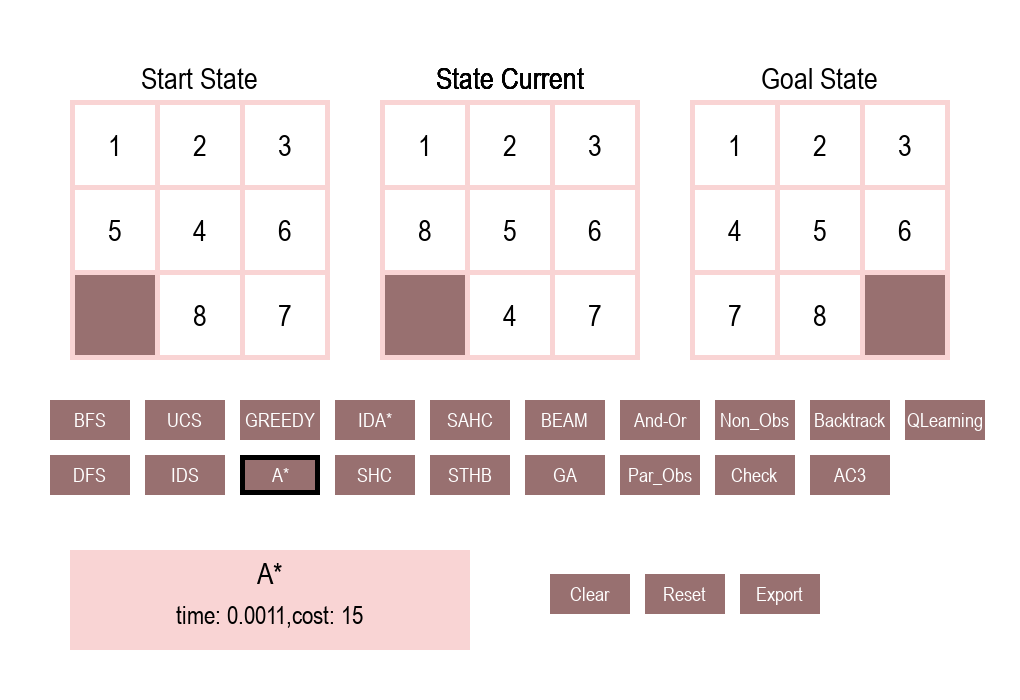 Start State State Current Goal State
1 2 3 1 2 3 1 2 3
5 4 6 8 5 6 4 5 6
8 7 4 7 7 8
BFS UCS GREEDY IDA* SAHC BEAM And-Or Non_Obs Backtrack QLearning
DFS IDS A* SHC STHB GA Par_Obs Check AC3
A*
time: 0.0011,cost: 15
Clear Reset Export